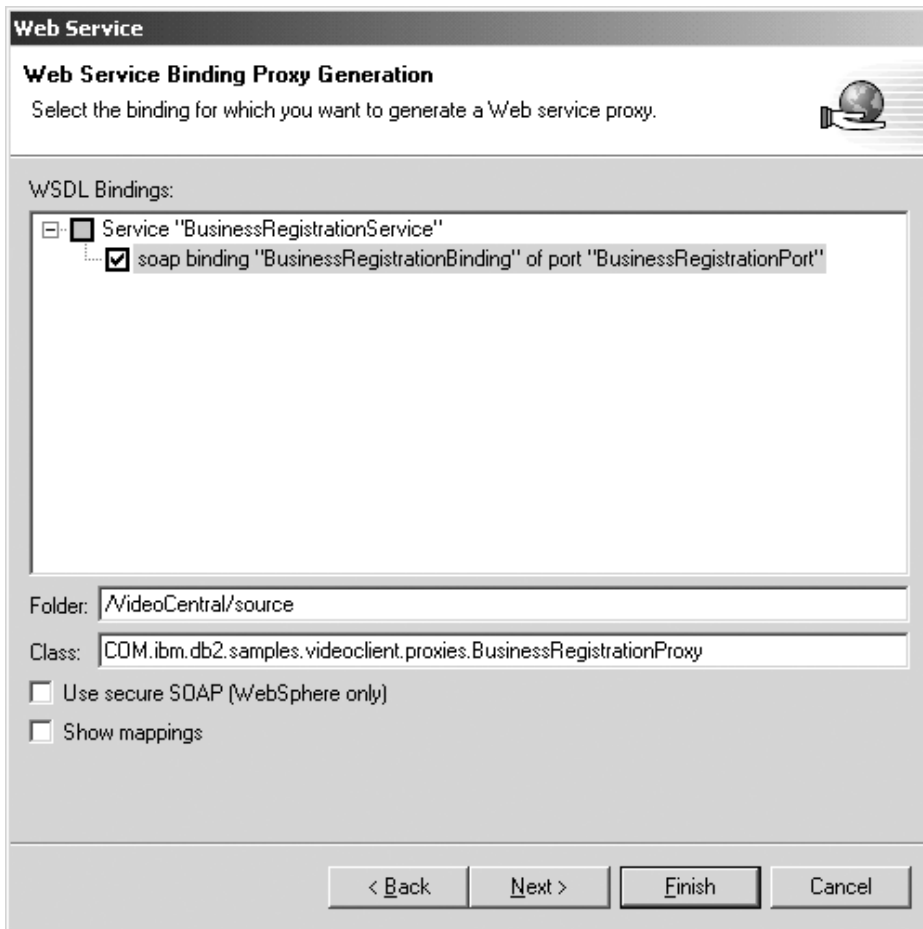 Web Service
Web Service Binding Proxy Generation
Select the binding for which you want to generate a Web service proxy.
WSDL Bindings:
Service "BusinessRegistrationService"
soap binding "BusinessRegistrationBinding" of port "BusinessRegistrationPort"
Folder: /VideoCentral/source
Class: COM.ibm.db2.samples.videoclient.proxies.BusinessRegistrationProxy
Use secure SOAP (WebSphere only)
Show mappings
< Back Next > Finish Cancel